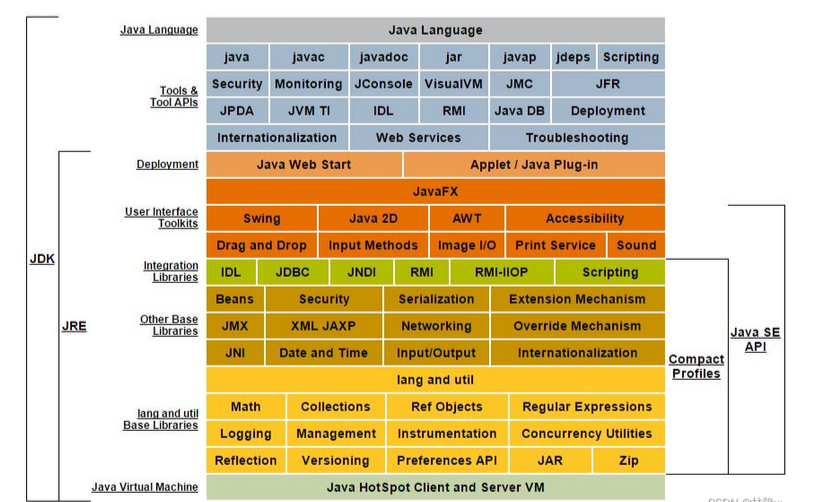 Java Language Java Language
java javac javadoc jar javap jdeps Scripting
Tools & Tool APIs
Security Monitoring JConsole VisualVM JMC JFR
JPDA JVM TI IDL RMI Java DB Deployment
Internationalization Web Services Troubleshooting
Deployment Java Web Start Applet / Java Plug-in
JavaFX
User Interface Toolkits
Swing Java 2D AWT Accessibility
Drag and Drop Input Methods Image I/O Print Service Sound
Integration Libraries
IDL JDBC JNDI RMI RMI-IIOP Scripting
Beans Security Serialization Extension Mechanism
Other Base Libraries
JMX XML JAXP Networking Override Mechanism
JNI Date and Time Input/Output Internationalization
lang and util
lang and util Base Libraries
Math Collections Ref Objects Regular Expressions
Logging Management Instrumentation Concurrency Utilities
Reflection Versioning Preferences API JAR Zip
Java Virtual Machine Java HotSpot Client and Server VM
JDK
JRE
Compact Profiles
Java SE API